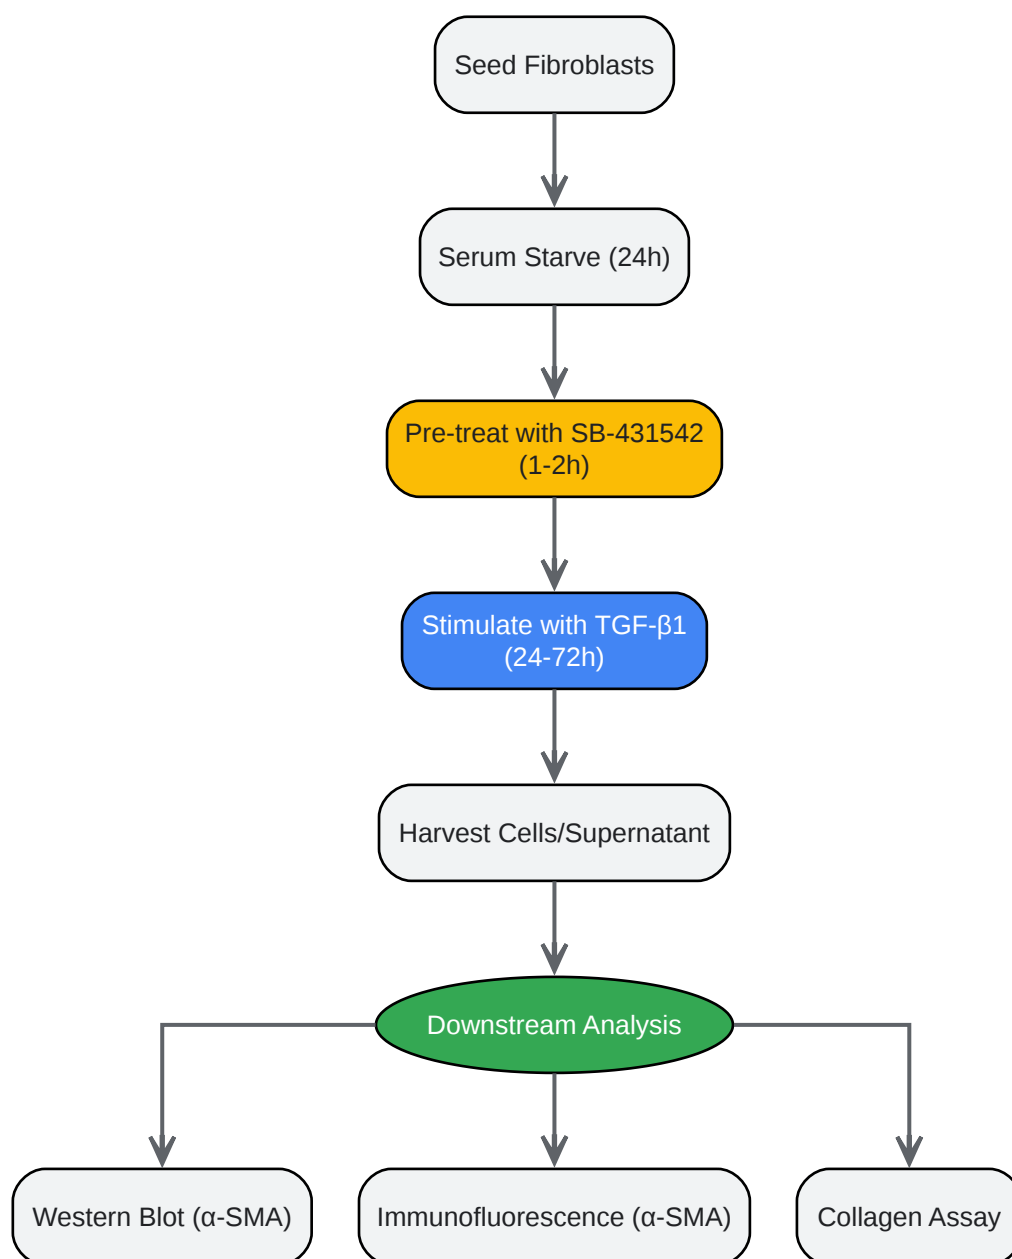 Seed Fibroblasts
Serum Starve (24h)
Pre-treat with SB-431542
(1-2h)
Stimulate with TGF-β1
(24-72h)
Harvest Cells/Supernatant
Downstream Analysis
Western Blot (α-SMA)
Immunofluorescence (α-SMA)
Collagen Assay